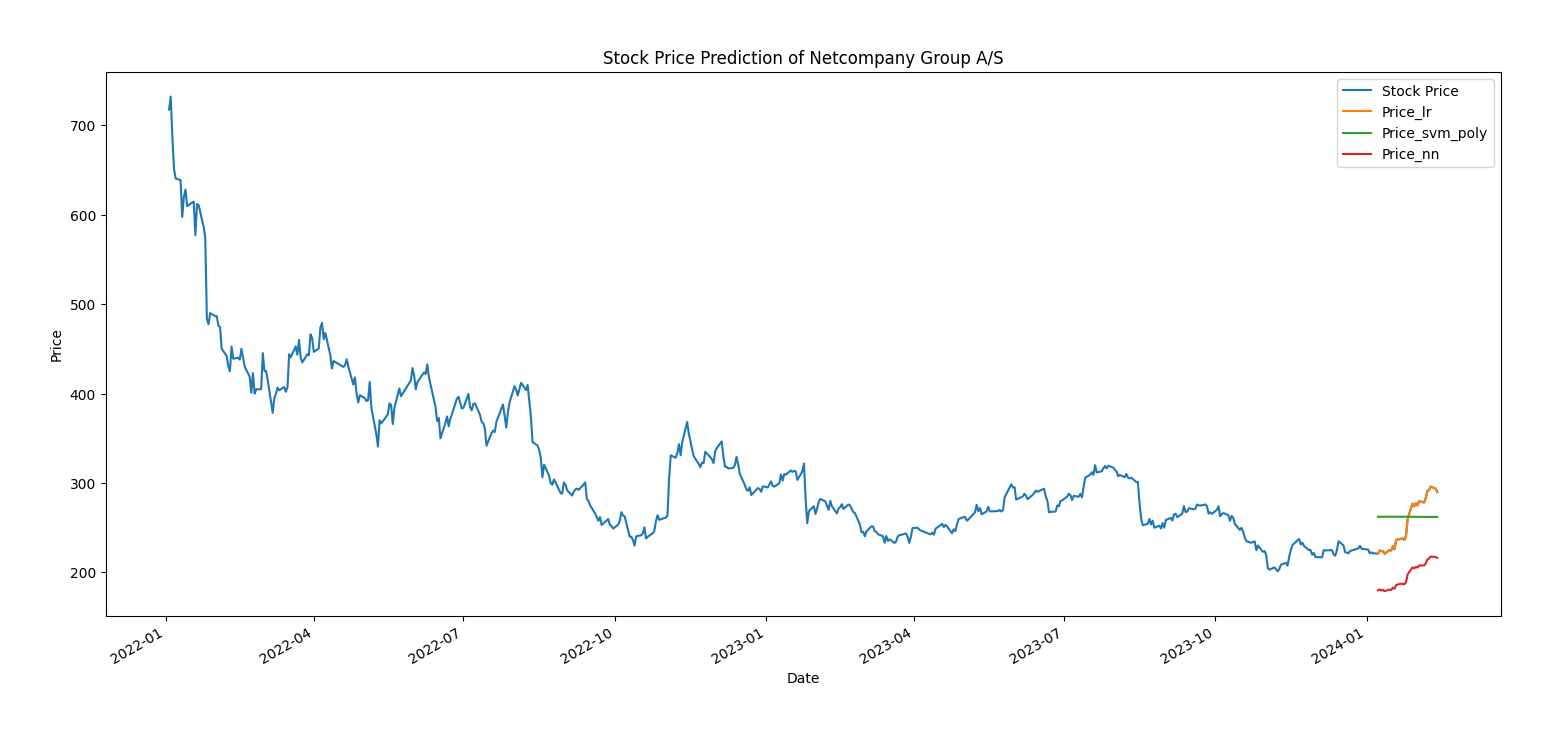 Stock Price Prediction of Netcompany Group A/S
Stock Price
Price_lr
Price_svm_poly
Price_nn
Price
700
600
500
400
300
200
2022-01
2022-04
2022-07
2022-10
2023-01
2023-04
2023-07
2023-10
2024-01
Date